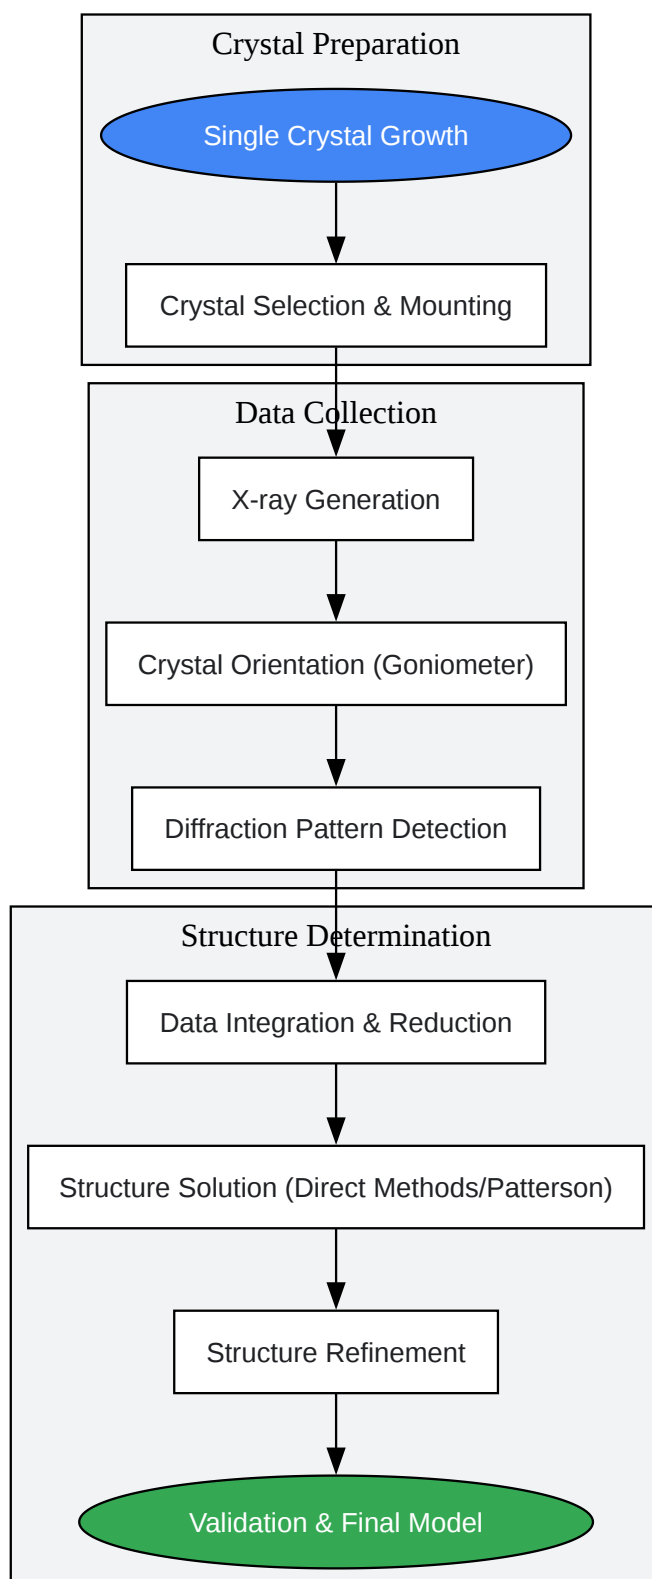 Crystal Preparation
Single Crystal Growth
Crystal Selection & Mounting
Data Collection
X-ray Generation
Crystal Orientation (Goniometer)
Diffraction Pattern Detection
Structure Determination
Data Integration & Reduction
Structure Solution (Direct Methods/Patterson)
Structure Refinement
Validation & Final Model